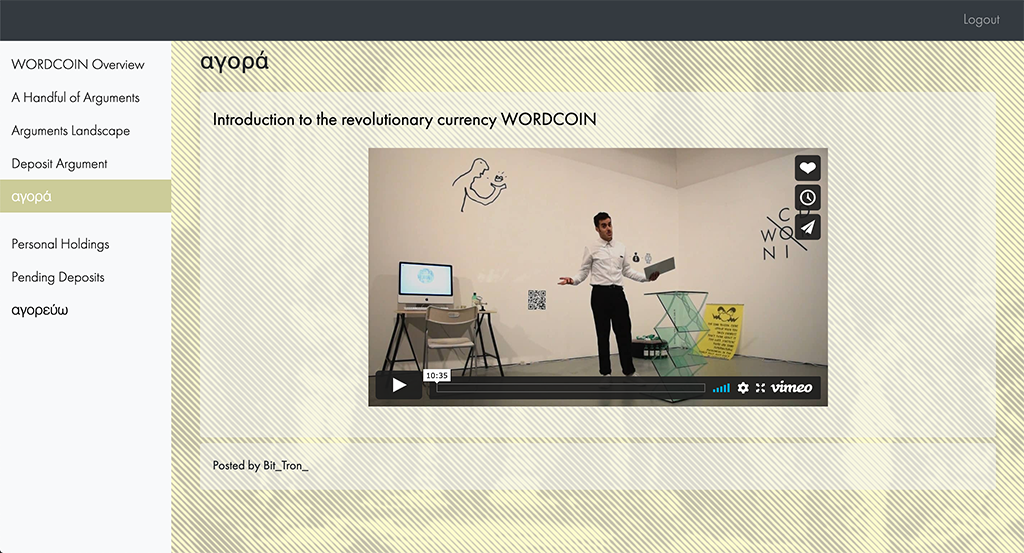 Logout
WORDCOIN Overview
A Handful of Arguments
Arguments Landscape
Deposit Argument
αγορά
Personal Holdings
Pending Deposits
αγορεύω
αγορά
Introduction to the revolutionary currency WORDCOIN
C
W O
N I
10:35
vimeo
Posted by Bit_Tron_